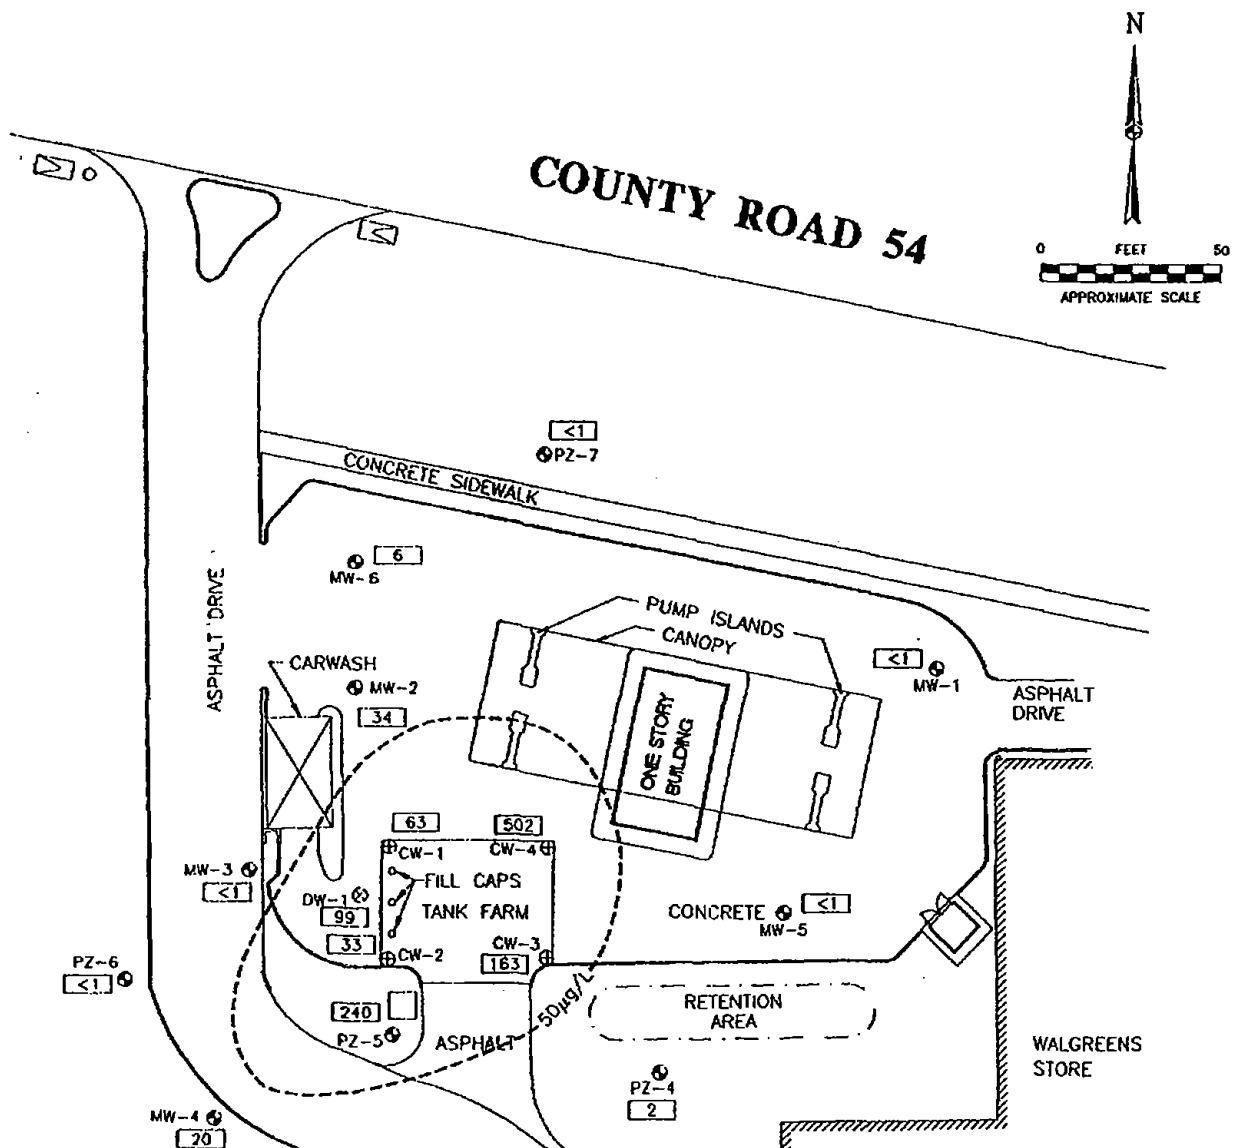 N
COUNTY ROAD 54
0 FEET 50
APPROXIMATE SCALE
<1
PZ-7
CONCRETE SIDEWALK
6
MW-6
ASPHALT DRIVE
PUMP ISLANDS
CANOPY
<1
MW-1
CARWASH
MW-2
34
ASPHALT
DRIVE
ONE STORY
BUILDING
63
502
CW-1
CW-4
MW-3
<1
FILL CAPS
DW-1
99
TANK FARM
CONCRETE
<1
MW-5
33
CW-2
CW-3
163
PZ-6
<1
50µg/L
RETENTION
AREA
240
PZ-5
ASPHALT
WALGREENS
STORE
PZ-4
2
MW-4
20